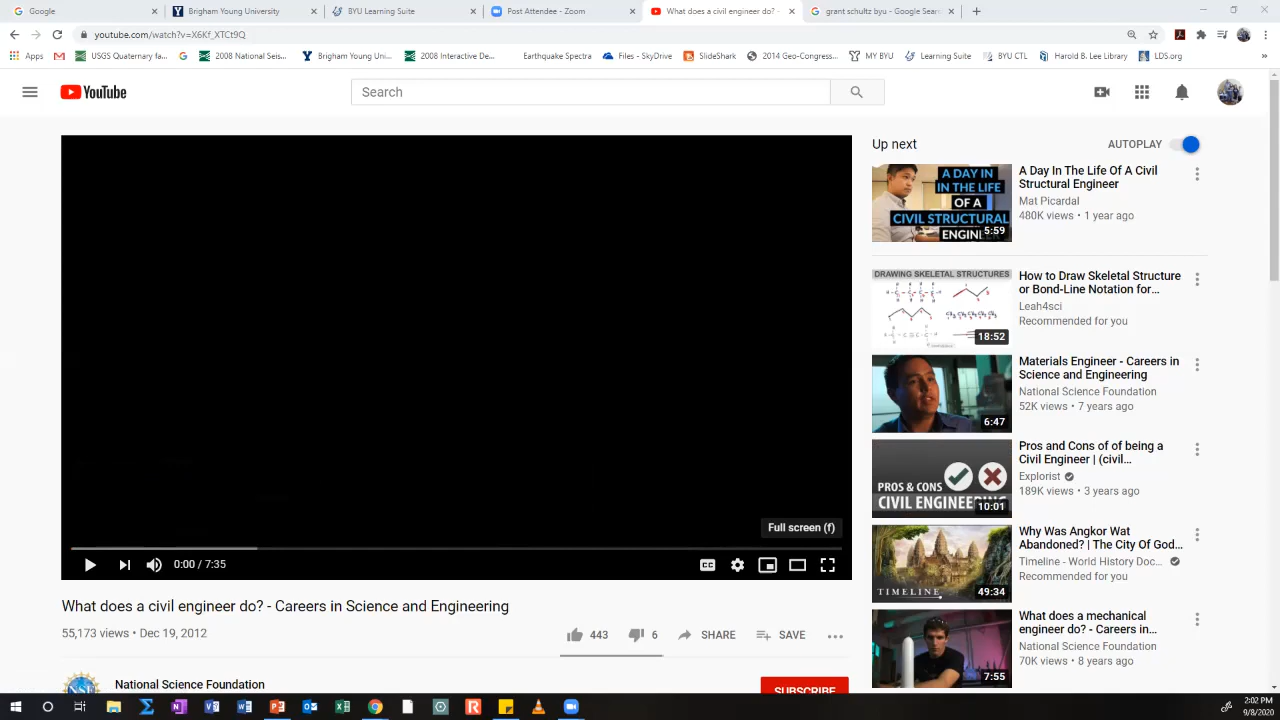 Google
Brigham Young University
BYU Learning Suite
Post Attendee - Zoom
What does a civil engineer do? -
grant schultz byu - Google Sear
youtube.com/watch?v=X6Kf_XTCt9Q
Apps
USGS Quaternary fa...
2008 National Seis...
Brigham Young Univ...
2008 Interactive De...
Earthquake Spectra
Files - SkyDrive
SlideShark
2014 Geo-Congress...
MY BYU
Learning Suite
BYU CTL
Harold B. Lee Library
LDS.org
YouTube
Search
Up next
AUTOPLAY
A DAY IN
IN THE LIFE
OF A
CIVIL STRUCTURAL
ENGIN
5:59
A Day In The Life Of A Civil
Structural Engineer
Mat Picardal
480K views • 1 year ago
DRAWING SKELETAL STRUCTURES
18:52
How to Draw Skeletal Structure
or Bond-Line Notation for...
Leah4sci
Recommended for you
6:47
Materials Engineer - Careers in
Science and Engineering
National Science Foundation
52K views • 7 years ago
PROS & CONS
CIVIL ENGINEERING
10:01
Pros and Cons of of being a
Civil Engineer | (civil...
Explorist
189K views • 3 years ago
TIMELINE
49:34
Why Was Angkor Wat
Abandoned? | The City Of God...
Timeline - World History Doc...
Recommended for you
7:55
What does a mechanical
engineer do? - Careers in...
National Science Foundation
70K views • 8 years ago
Full screen (f)
0:00 / 7:35
CC
What does a civil engineer do? - Careers in Science and Engineering
55,173 views • Dec 19, 2012
443
6
SHARE
SAVE
National Science Foundation
SUBSCRIBE
2:02 PM
9/8/2020